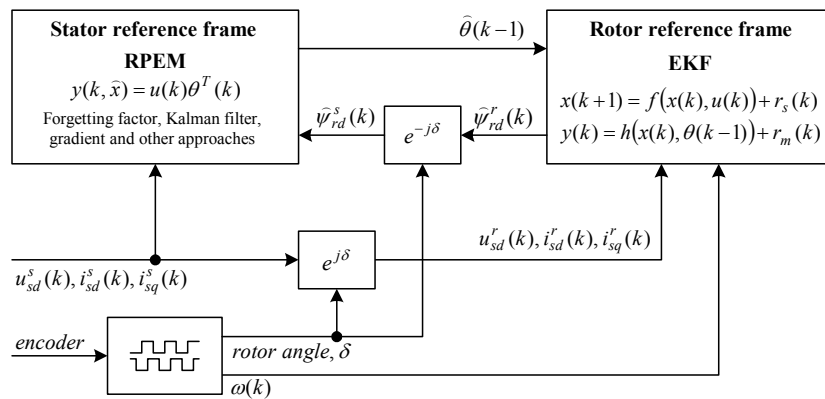 Stator reference frame
RPEM
y(k, x̂) = u(k)θ^T(k)
Forgetting factor, Kalman filter,
gradient and other approaches
θ̂(k−1)
Rotor reference frame
EKF
x(k+1) = f(x(k), u(k)) + r_s(k)
y(k) = h(x(k), θ(k−1)) + r_m(k)
ψ̂^s_rd(k)
e^−jδ
ψ̂^r_rd(k)
u^s_sd(k), i^s_sd(k), i^s_sq(k)
e^jδ
u^r_sd(k), i^r_sd(k), i^r_sq(k)
encoder
rotor angle, δ
ω(k)